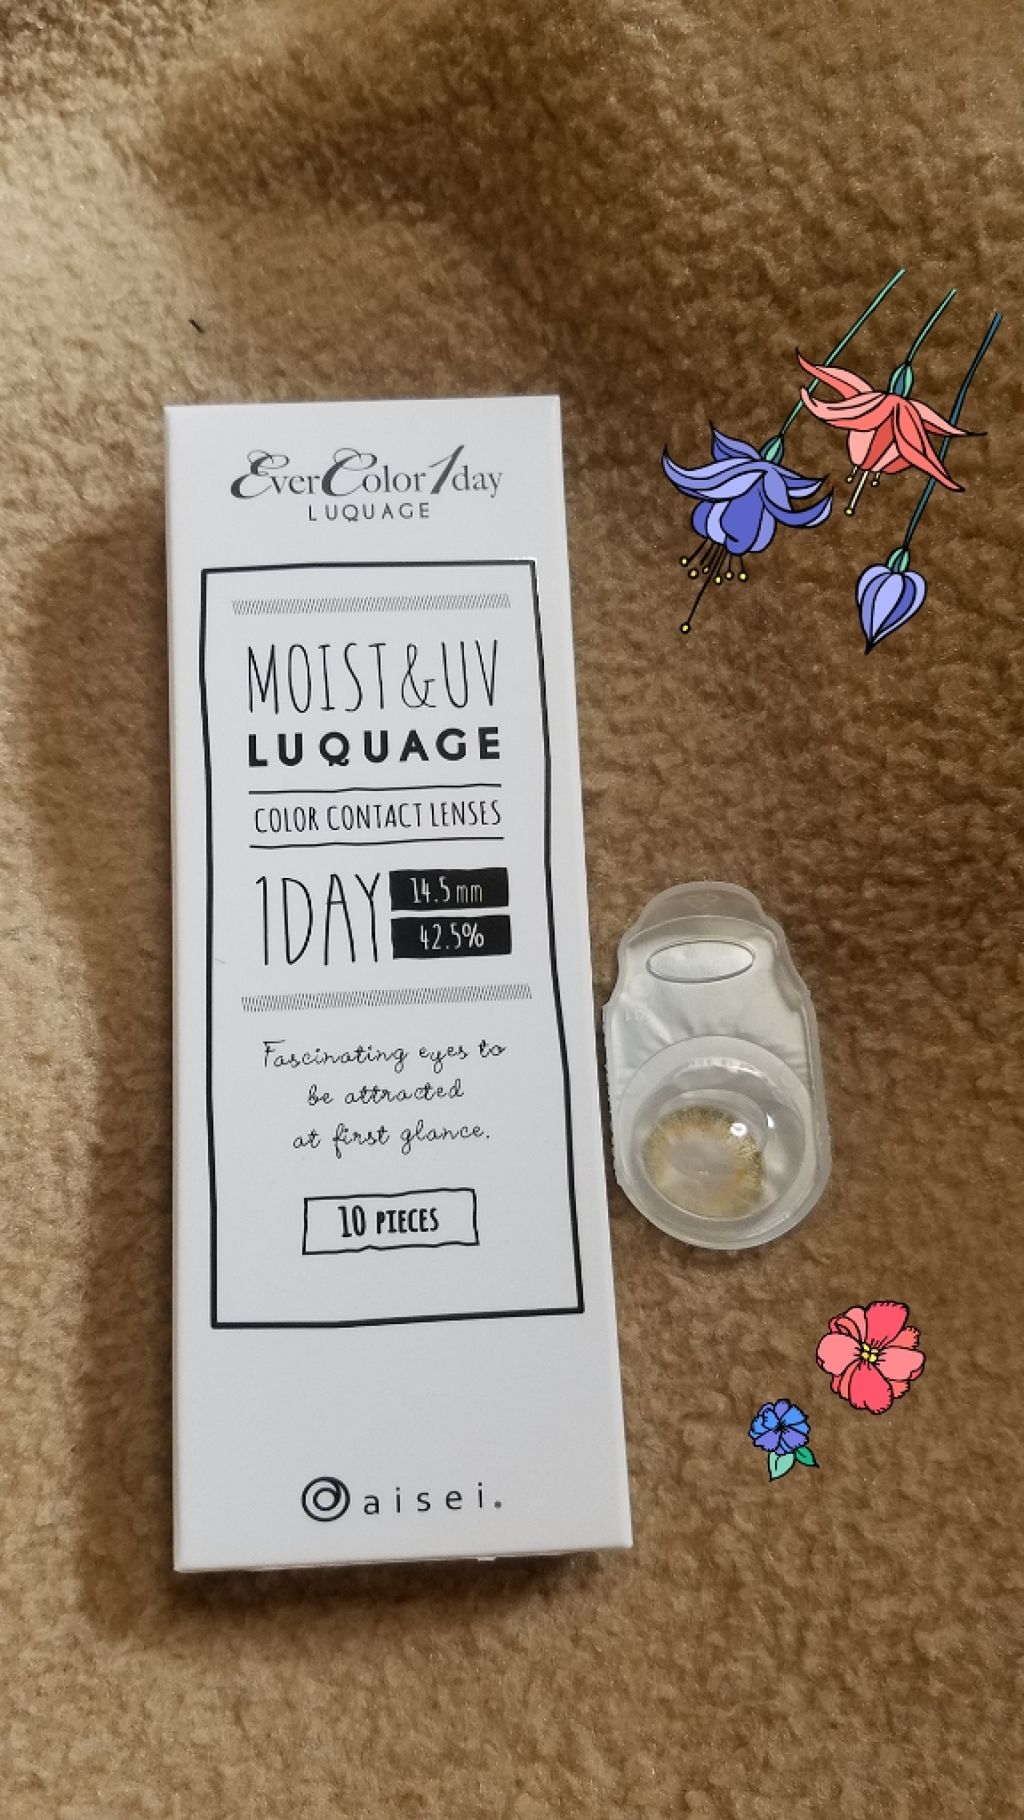 EverColor1day
LUQUAGE
MOIST&UV
LUQUAGE
COLOR CONTACT LENSES
1DAY
14.5mm
42.5%
Fascinating eyes to
be attracted
at first glance.
10 PIECES
aisei.